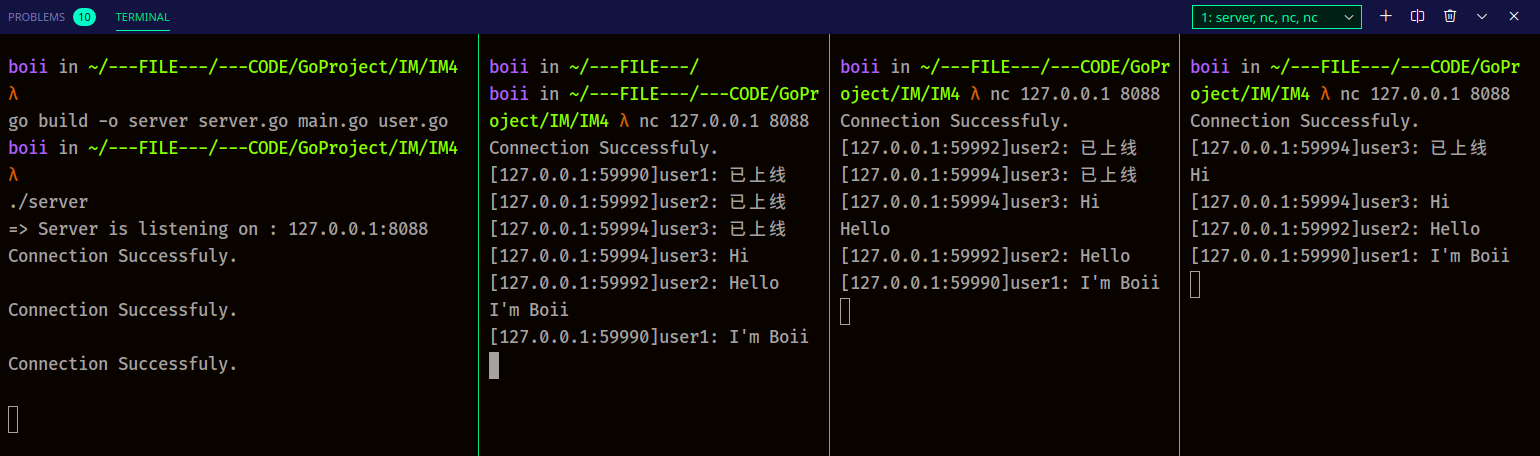 PROBLEMS 10 TERMINAL 1: server, nc, nc, nc
boii in ~/---FILE---/---CODE/GoProject/IM/IM4
λ
go build -o server server.go main.go user.go
boii in ~/---FILE---/---CODE/GoProject/IM/IM4
λ
./server
=> Server is listening on : 127.0.0.1:8088
Connection Successfuly.
Connection Successfuly.
Connection Successfuly.
boii in ~/---FILE---/
boii in ~/---FILE---/---CODE/GoPr
oject/IM/IM4 λ nc 127.0.0.1 8088
Connection Successfuly.
[127.0.0.1:59990]user1: 已上线
[127.0.0.1:59992]user2: 已上线
[127.0.0.1:59994]user3: 已上线
[127.0.0.1:59994]user3: Hi
[127.0.0.1:59992]user2: Hello
I'm Boii
[127.0.0.1:59990]user1: I'm Boii
boii in ~/---FILE---/---CODE/GoPr
oject/IM/IM4 λ nc 127.0.0.1 8088
Connection Successfuly.
[127.0.0.1:59992]user2: 已上线
[127.0.0.1:59994]user3: 已上线
[127.0.0.1:59994]user3: Hi
Hello
[127.0.0.1:59992]user2: Hello
[127.0.0.1:59990]user1: I'm Boii
boii in ~/---FILE---/---CODE/GoPr
oject/IM/IM4 λ nc 127.0.0.1 8088
Connection Successfuly.
[127.0.0.1:59994]user3: 已上线
Hi
[127.0.0.1:59994]user3: Hi
[127.0.0.1:59992]user2: Hello
[127.0.0.1:59990]user1: I'm Boii